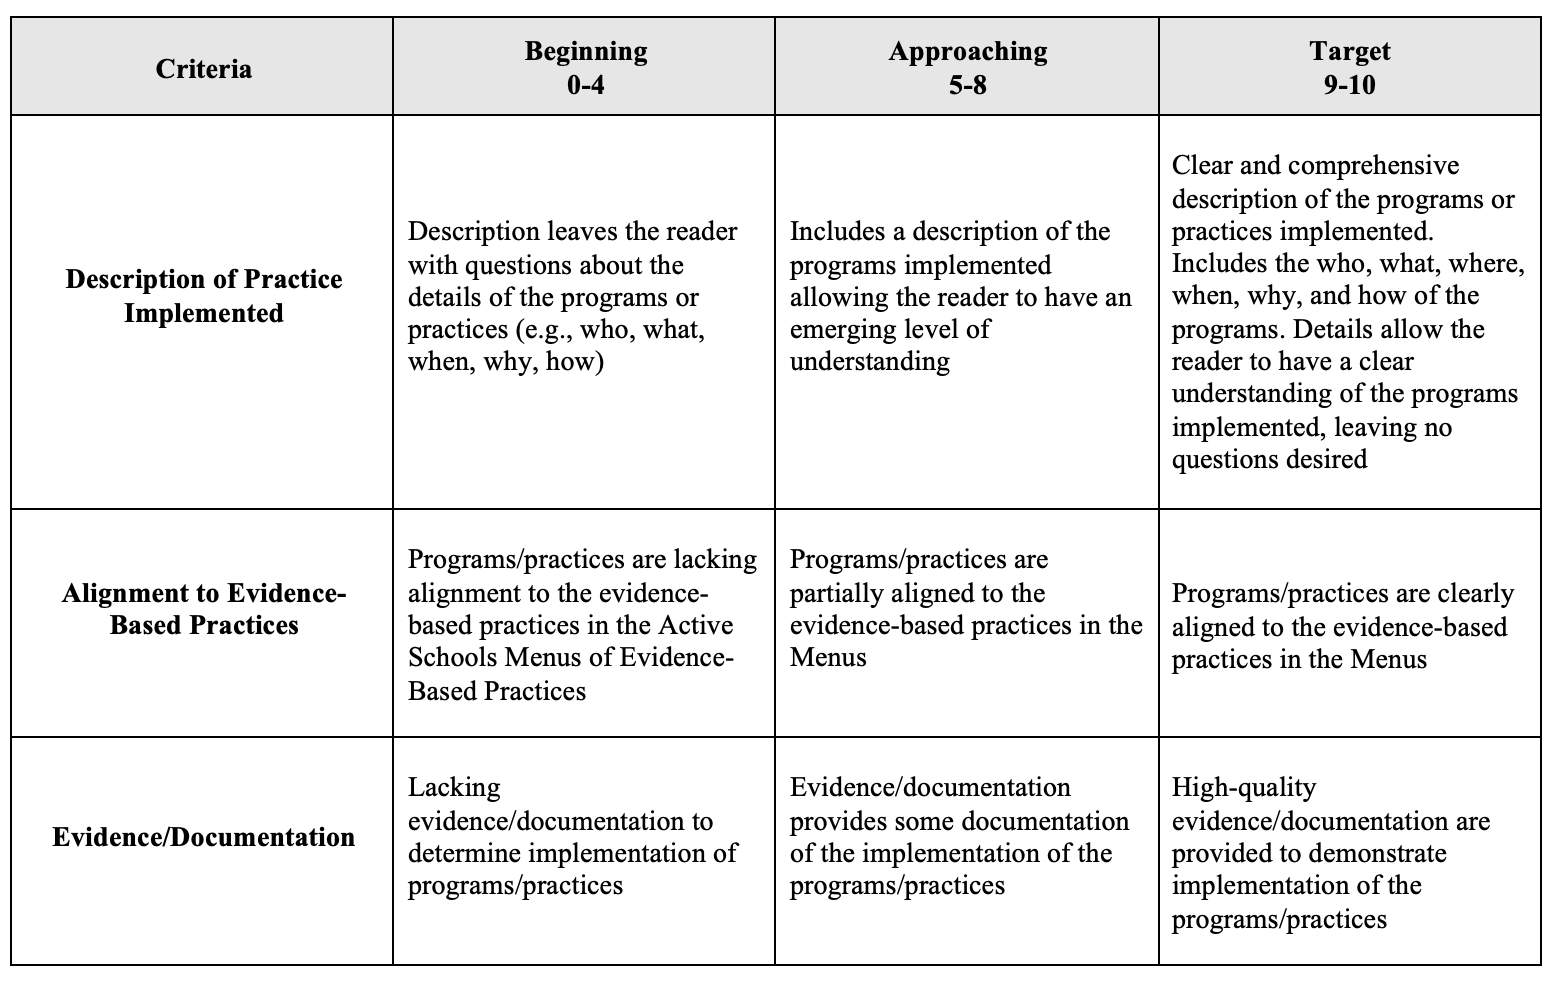 Criteria
Beginning
0-4
Approaching
5-8
Target
9-10
Description of Practice
Implemented
Description leaves the reader
with questions about the
details of the programs or
practices (e.g., who, what,
when, why, how)
Includes a description of the
programs implemented
allowing the reader to have an
emerging level of
understanding
Clear and comprehensive
description of the programs or
practices implemented.
Includes the who, what, where,
when, why, and how of the
programs. Details allow the
reader to have a clear
understanding of the programs
implemented, leaving no
questions desired
Alignment to Evidence-
Based Practices
Programs/practices are lacking
alignment to the evidence-
based practices in the Active
Schools Menus of Evidence-
Based Practices
Programs/practices are
partially aligned to the
evidence-based practices in the
Menus
Programs/practices are clearly
aligned to the evidence-based
practices in the Menus
Evidence/Documentation
Lacking
evidence/documentation to
determine implementation of
programs/practices
Evidence/documentation
provides some documentation
of the implementation of the
programs/practices
High-quality
evidence/documentation are
provided to demonstrate
implementation of the
programs/practices